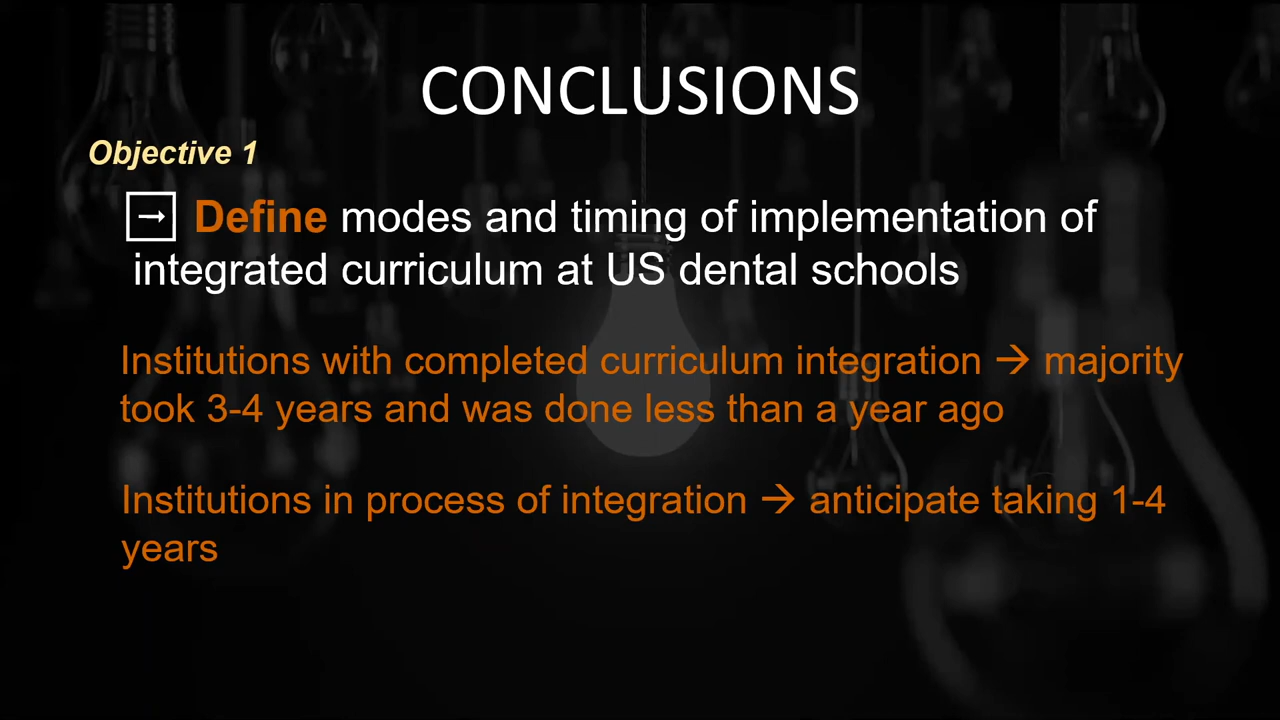 CONCLUSIONS
Objective 1
→ Define modes and timing of implementation of
integrated curriculum at US dental schools
Institutions with completed curriculum integration → majority
took 3-4 years and was done less than a year ago
Institutions in process of integration → anticipate taking 1-4
years